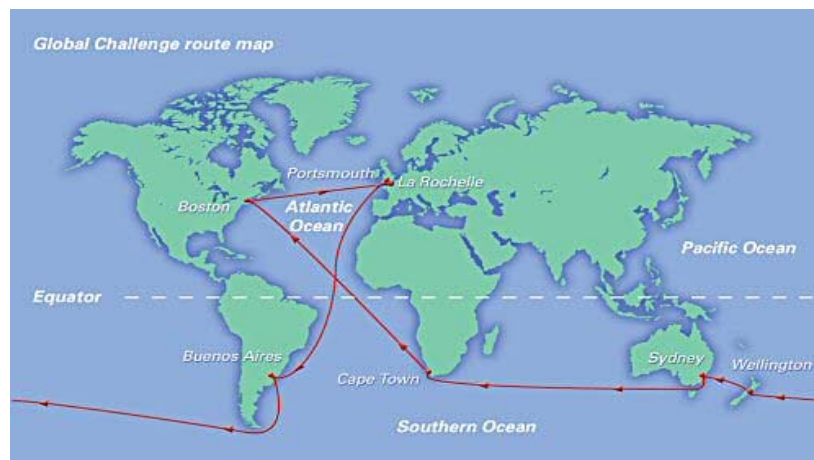 Global Challenge route map
Portsmouth
La Rochelle
Boston
Atlantic
Ocean
Pacific Ocean
Equator
Buenos Aires
Sydney
Wellington
Cape Town
Southern Ocean